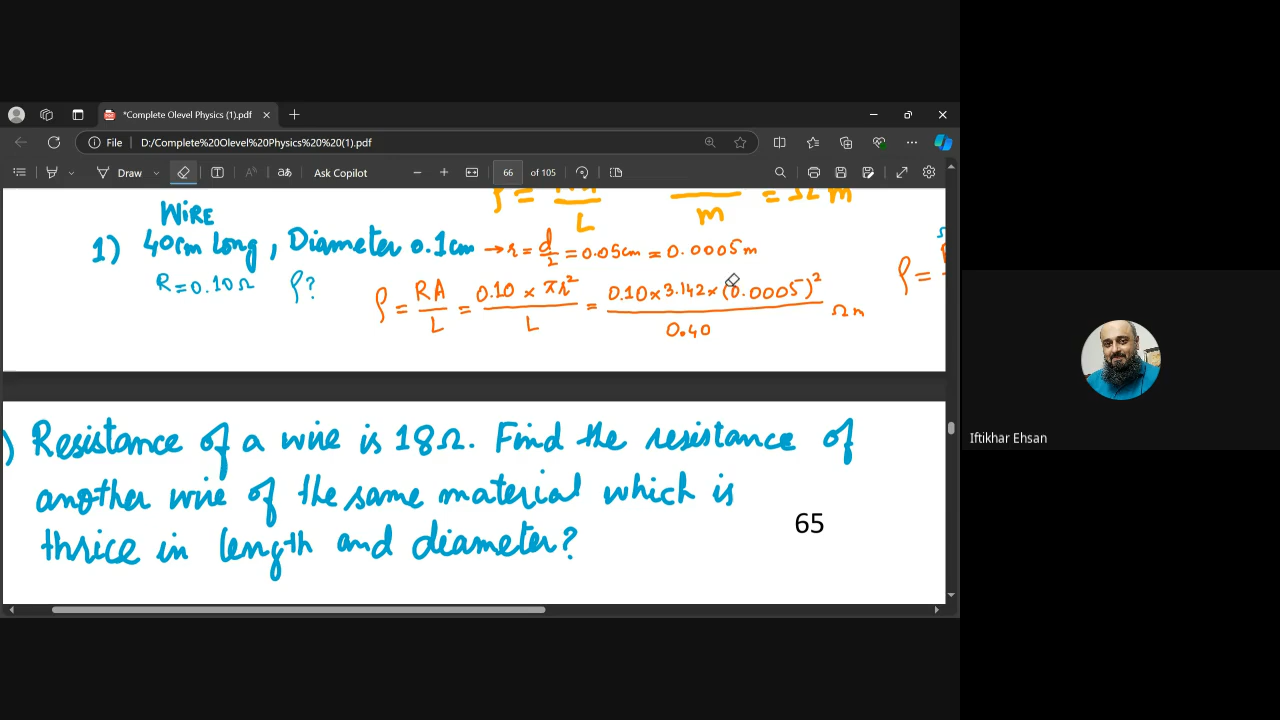 *Complete Olevel Physics (1).pdf
File D:/Complete%20Olevel%20Physics%20%20(1).pdf
Draw Ask Copilot 66 of 105
L m = Ω m
WIRE
1) 40cm long, Diameter 0.1cm → r = d/2 = 0.05cm = 0.0005m
R = 0.10Ω ρ?
ρ = RA/L = 0.10 × πr²/L = 0.10 × 3.142 × (0.0005)²/0.40 Ω m
ρ =
) Resistance of a wire is 18Ω. Find the resistance of
another wire of the same material which is
thrice in length and diameter?
65
Iftikhar Ehsan